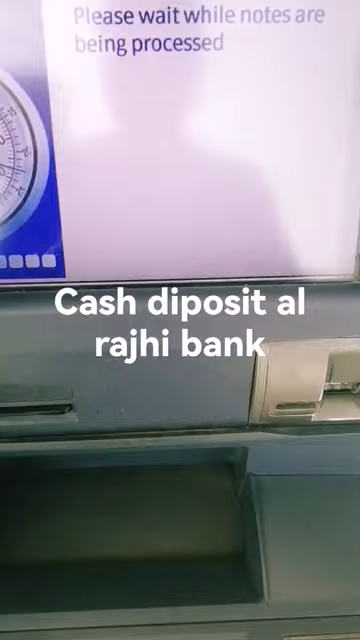 Please wait while notes are
being processed
Cash diposit al
rajhi bank